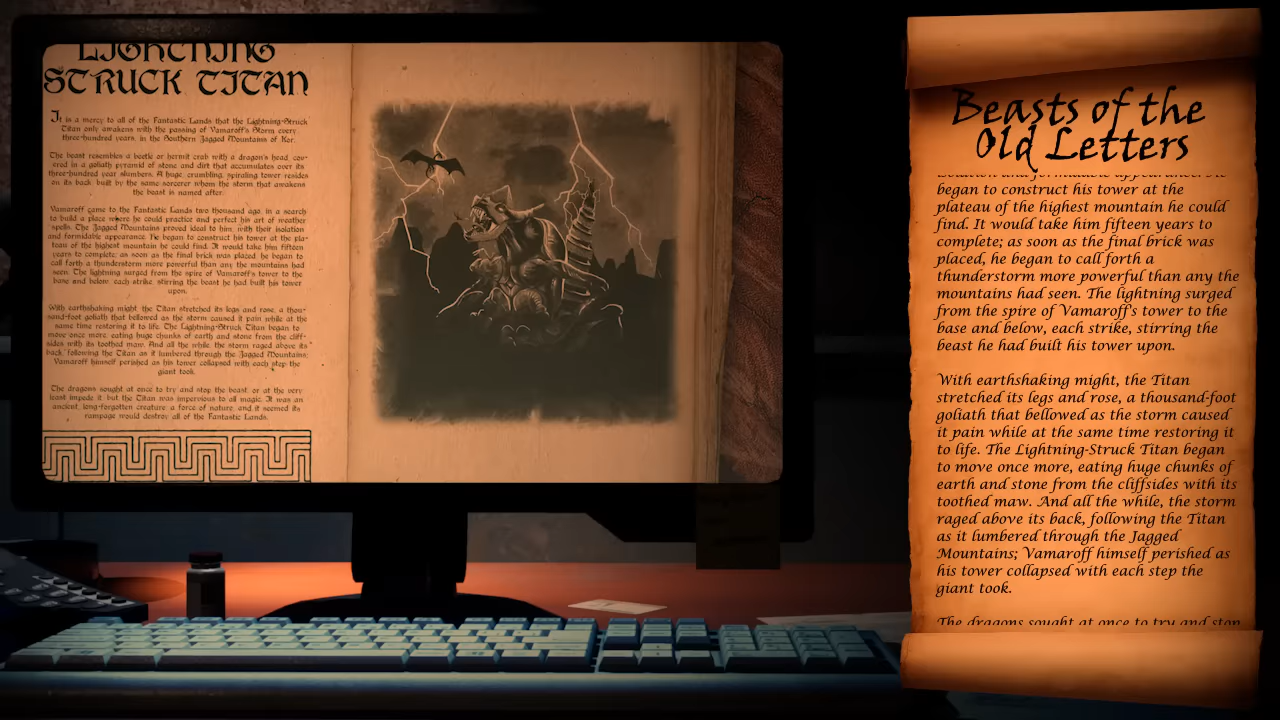 LIGHTNING
STRUCK TITAN
It is a mercy to all of the Fantastic Lands that the Lightning-Struck
Titan only awakens with the passing of Vamaroff's Storm every
three-hundred years, in the Southern Jagged Mountains of Kor.
The beast resembles a beetle or hermit crab with a dragon's head, cov-
ered in a goliath pyramid of stone and dirt that accumulates over its
three-hundred year slumbers. A huge, crumbling, spiraling tower resides
on its back, built by the same sorcerer whom the storm that awakens
the beast is named after.
Vamaroff came to the Fantastic Lands two thousand ago, in a search
to build a place where he could practice and perfect his art of weather
spells. The Jagged Mountains proved ideal to him, with their isolation
and formidable appearance. He began to construct his tower at the pla-
teau of the highest mountain he could find. It would take him fifteen
years to complete; as soon as the final brick was placed, he began to
call forth a thunderstorm more powerful than any the mountains had
seen. The lightning surged from the spire of Vamaroff's tower to the
base and below, each strike, stirring the beast he had built his tower
upon.
With earthshaking might, the Titan stretched its legs and rose, a thou-
sand-foot goliath that bellowed as the storm caused it pain while at the
same time restoring it to life. The Lightning-Struck Titan began to
move once more, eating huge chunks of earth and stone from the cliff-
sides with its toothed maw. And all the while, the storm raged above its
back, following the Titan as it lumbered through the Jagged Mountains;
Vamaroff himself perished as his tower collapsed with each step the
giant took.
The dragons sought at once to try and stop the beast, or at the very
least impede it, but the Titan was impervious to all magic. It was an
ancient, long-forgotten creature, a force of nature, and it seemed its
rampage would destroy all of the Fantastic Lands.
Beasts of the
Old Letters
isolation and formidable appearance. He
began to construct his tower at the
plateau of the highest mountain he could
find. It would take him fifteen years to
complete; as soon as the final brick was
placed, he began to call forth a
thunderstorm more powerful than any the
mountains had seen. The lightning surged
from the spire of Vamaroff's tower to the
base and below, each strike, stirring the
beast he had built his tower upon.
With earthshaking might, the Titan
stretched its legs and rose, a thousand-foot
goliath that bellowed as the storm caused
it pain while at the same time restoring it
to life. The Lightning-Struck Titan began
to move once more, eating huge chunks of
earth and stone from the cliffsides with its
toothed maw. And all the while, the storm
raged above its back, following the Titan
as it lumbered through the Jagged
Mountains; Vamaroff himself perished as
his tower collapsed with each step the
giant took.
The dragons sought at once to try and stop